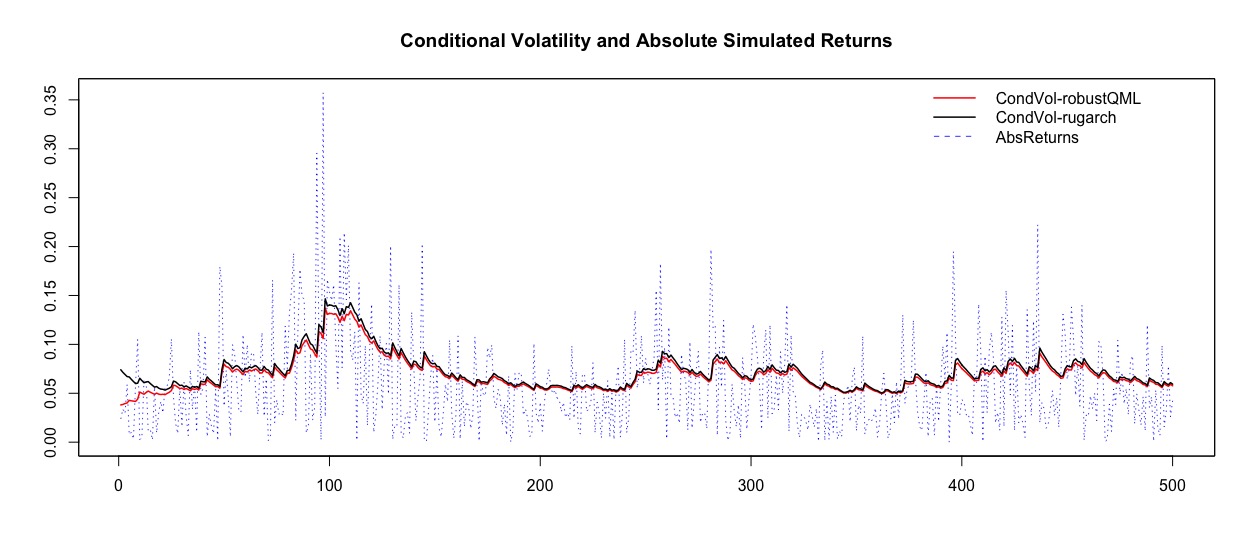 Conditional Volatility and Absolute Simulated Returns
CondVol-robustQML
CondVol-rugarch
AbsReturns
0.35
0.30
0.25
0.20
0.15
0.10
0.05
0.00
0 100 200 300 400 500